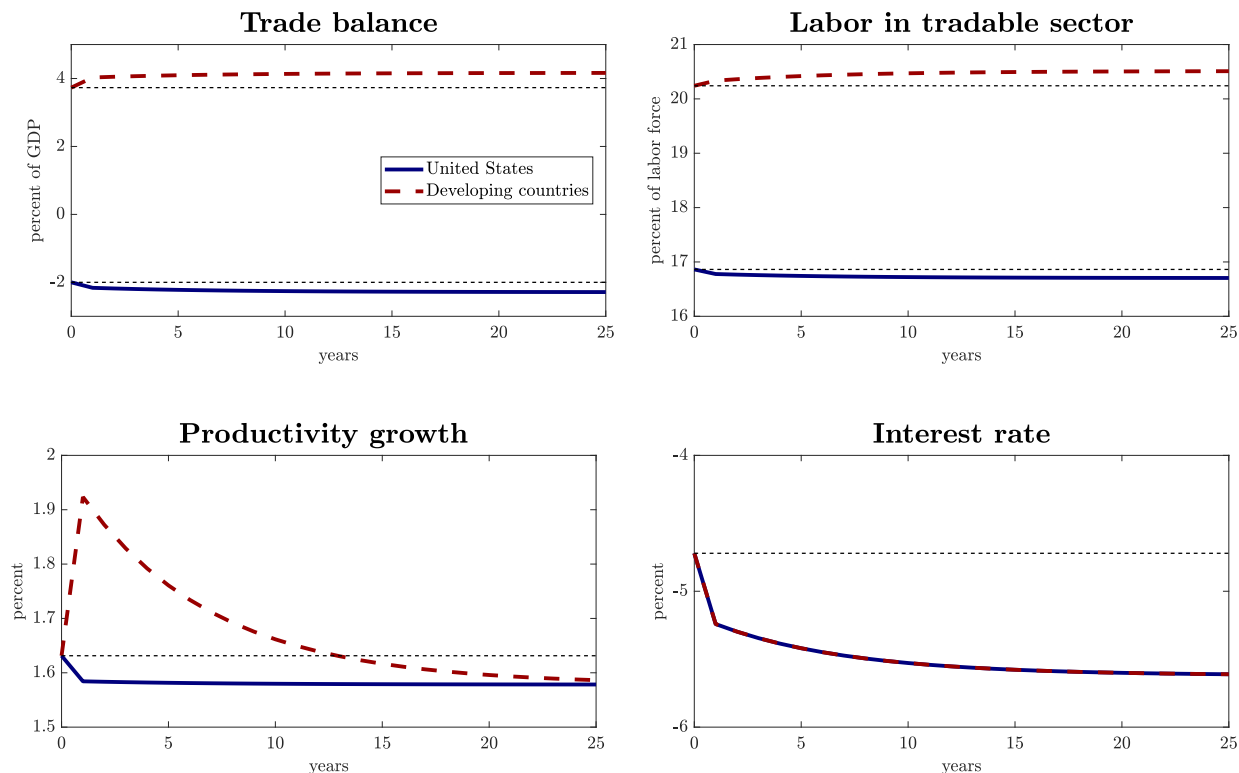 Trade balance
percent of GDP
4
2
0
-2
0 5 10 15 20 25
years
United States
Developing countries
Labor in tradable sector
percent of labor force
21
20
19
18
17
16
0 5 10 15 20 25
years
Productivity growth
percent
2
1.9
1.8
1.7
1.6
1.5
0 5 10 15 20 25
years
Interest rate
percent
-4
-5
-6
0 5 10 15 20 25
years